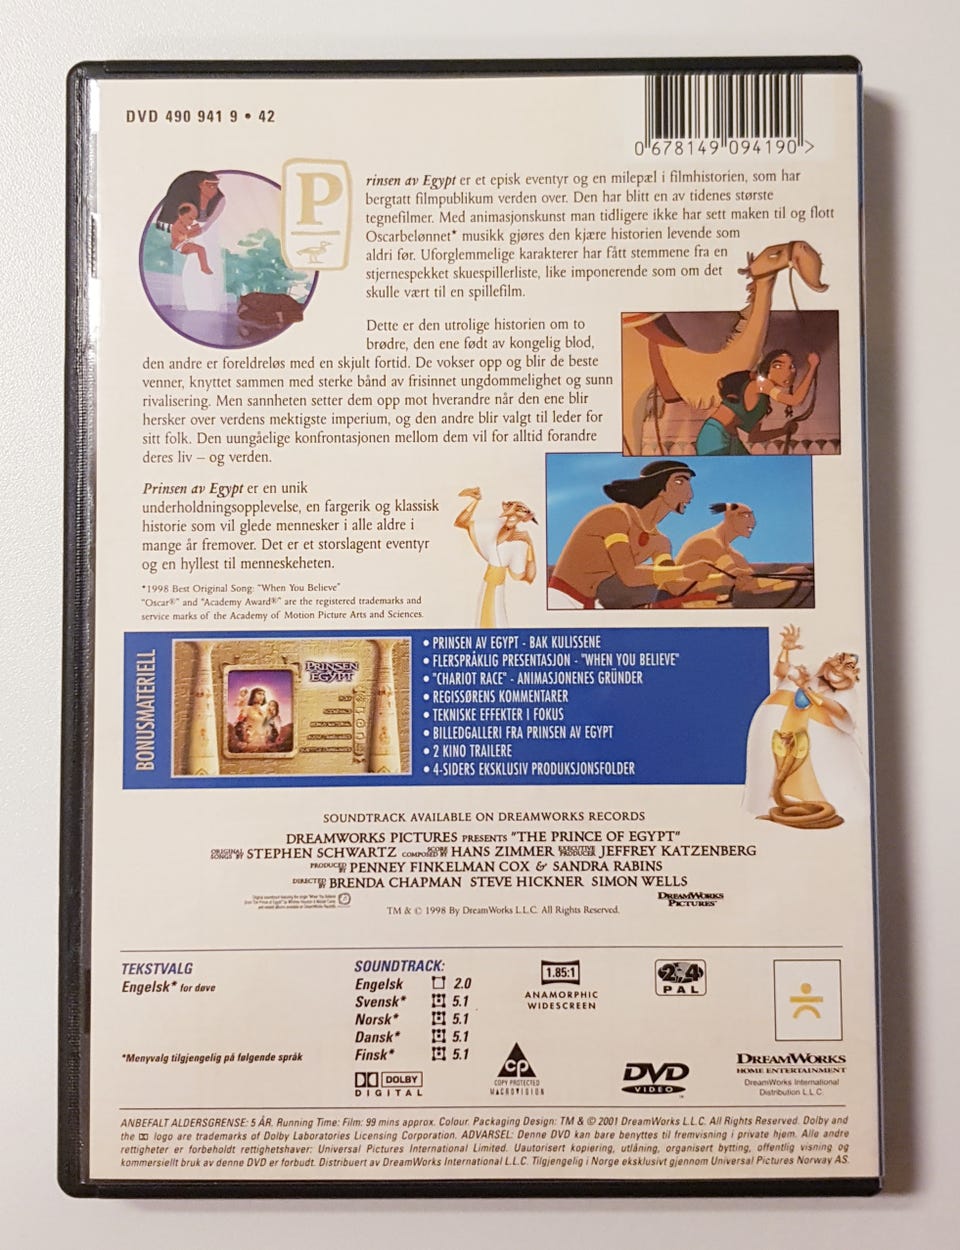 DVD 490 941 9 • 42
0 678149 094190 >
P
rinsen av Egypt er et episk eventyr og en milepæl i filmhistorien, som har
bergtatt filmpublikum verden over. Den har blitt en av tidenes største
tegnefilmer. Med animasjonskunst man tidligere ikke har sett maken til og flott
Oscarbelønnet* musikk gjøres den kjære historien levende som
aldri før. Uforglemmelige karakterer har fått stemmene fra en
stjernespekket skuespillerliste, like imponerende som om det
skulle vært til en spillefilm.
Dette er den utrolige historien om to
brødre, den ene født av kongelig blod,
den andre er foreldreløs med en skjult fortid. De vokser opp og blir de beste
venner, knyttet sammen med sterke bånd av frisinnet ungdommelighet og sunn
rivalisering. Men sannheten setter dem opp mot hverandre når den ene blir
hersker over verdens mektigste imperium, og den andre blir valgt til leder for
sitt folk. Den uungåelige konfrontasjonen mellom dem vil for alltid forandre
deres liv – og verden.
Prinsen av Egypt er en unik
underholdningsopplevelse, en fargerik og klassisk
historie som vil glede mennesker i alle aldre i
mange år fremover. Det er et storslagent eventyr
og en hyllest til menneskeheten.
*1998 Best Original Song: "When You Believe"
"Oscar®" and "Academy Award®" are the registered trademarks and
service marks of the Academy of Motion Picture Arts and Sciences.
BONUSMATERIELL
PRINSEN AV EGYPT
• PRINSEN AV EGYPT - BAK KULISSENE
• FLERSPRÅKLIG PRESENTASJON - "WHEN YOU BELIEVE"
• "CHARIOT RACE" - ANIMASJONENES GRUNDER
• REGISSØRENS KOMMENTARER
• TEKNISKE EFFEKTER I FOKUS
• BILLEDGALLERI FRA PRINSEN AV EGYPT
• 2 KINO TRAILERE
• 4-SIDERS EKSKLUSIV PRODUKSJONSFOLDER
SOUNDTRACK AVAILABLE ON DREAMWORKS RECORDS
DREAMWORKS PICTURES PRESENTS "THE PRINCE OF EGYPT"
ORIGINAL SONGS BY STEPHEN SCHWARTZ SCORE COMPOSED BY HANS ZIMMER EXECUTIVE PRODUCER JEFFREY KATZENBERG
PRODUCED BY PENNEY FINKELMAN COX & SANDRA RABINS
DIRECTED BY BRENDA CHAPMAN STEVE HICKNER SIMON WELLS
TM & © 1998 By DreamWorks L.L.C. All Rights Reserved.
DREAMWORKS PICTURES
TEKSTVALG
Engelsk* for døve
*Menyvalg tilgjengelig på følgende språk
SOUNDTRACK:
Engelsk 2.0
Svensk* 5.1
Norsk* 5.1
Dansk* 5.1
Finsk* 5.1
DOLBY
DIGITAL
1.85:1
ANAMORPHIC
WIDESCREEN
CP
COPY PROTECTED
MACROVISION
2 4
PAL
DVD
VIDEO
DREAMWORKS
HOME ENTERTAINMENT
DreamWorks International
Distribution L.L.C.
ANBEFALT ALDERSGRENSE: 5 ÅR. Running Time: Film: 99 mins approx. Colour. Packaging Design: TM & © 2001 DreamWorks L.L.C. All Rights Reserved. Dolby and
the logo are trademarks of Dolby Laboratories Licensing Corporation. ADVARSEL: Denne DVD kan bare benyttes til fremvisning i private hjem. Alle andre
rettigheter er forbeholdt rettighetshaver: Universal Pictures International Limited. Uautorisert kopiering, utlåning, organisert bytting, offentlig visning og
kommersiellt bruk av denne DVD er forbudt. Distribuert av DreamWorks International L.L.C. Tilgjengelig i Norge eksklusivt gjennom Universal Pictures Norway AS.